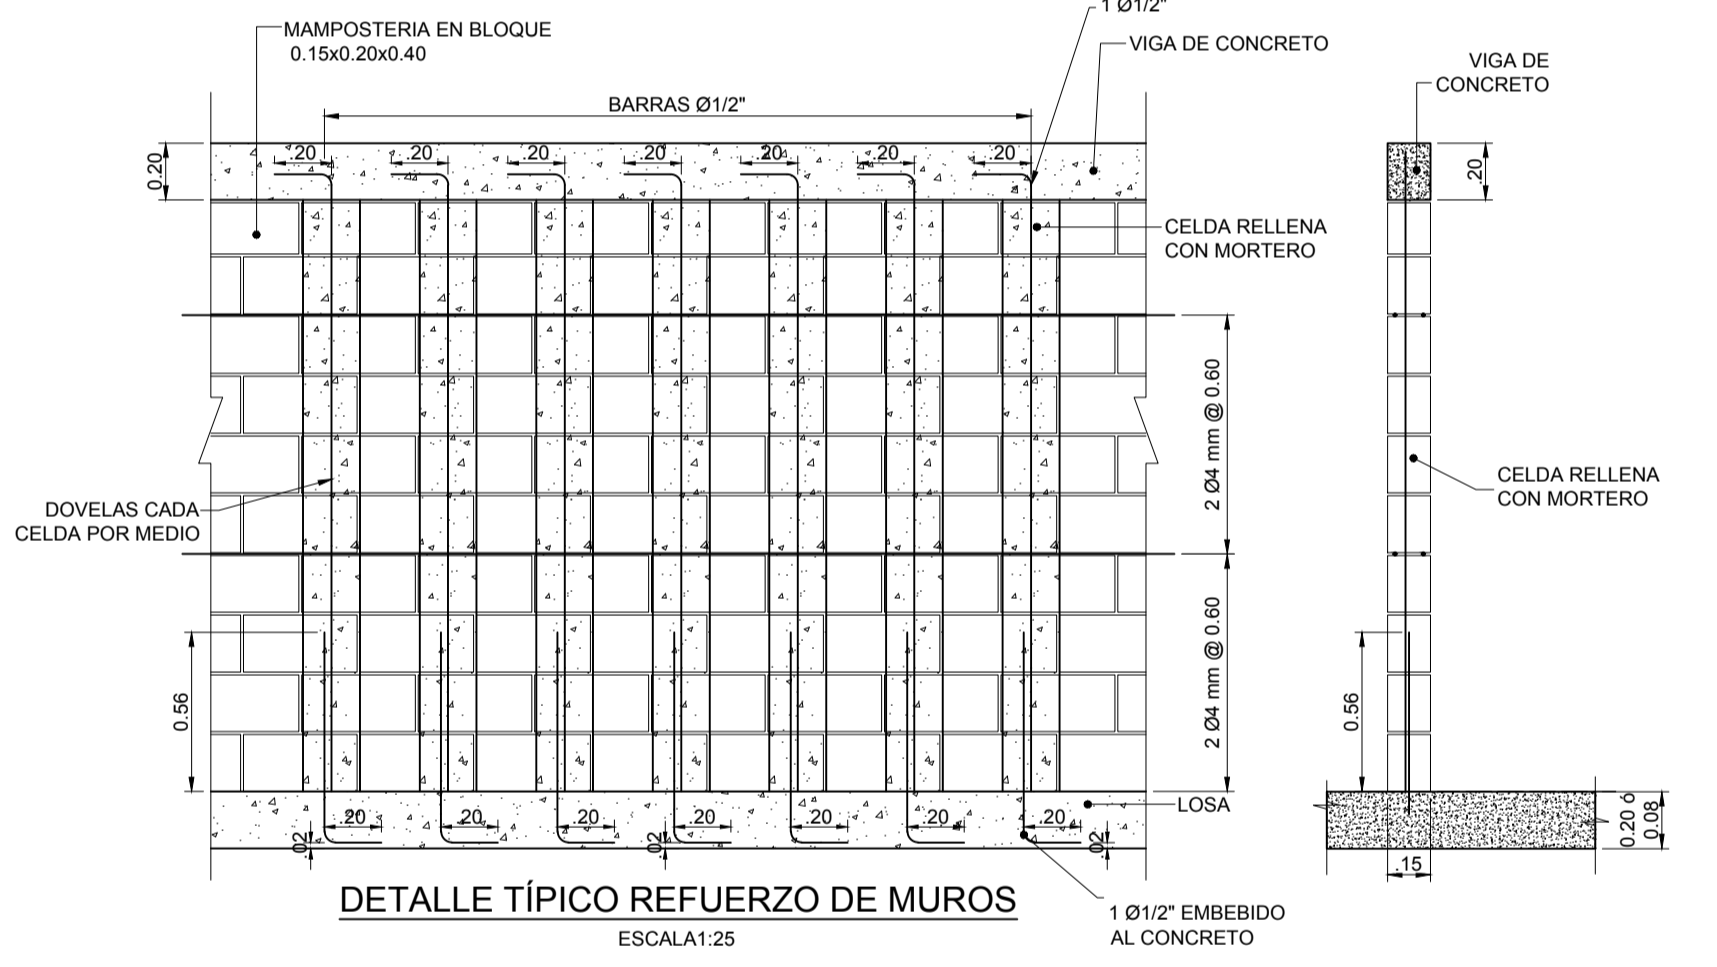 1 Ø1/2"
MAMPOSTERIA EN BLOQUE
0.15x0.20x0.40
VIGA DE CONCRETO
VIGA DE
CONCRETO
BARRAS Ø1/2"
0.20
.20
.20
.20
.20
.20
.20
.20
.20
CELDA RELLENA
CON MORTERO
2 Ø4 mm @ 0.60
CELDA RELLENA
CON MORTERO
DOVELAS CADA
CELDA POR MEDIO
2 Ø4 mm @ 0.60
0.56
0.56
LOSA
.20
.20
.20
.20
.20
.20
.20
.02
.02
.02
0.20 ó
0.08
.15
DETALLE TÍPICO REFUERZO DE MUROS
ESCALA1:25
1 Ø1/2" EMBEBIDO
AL CONCRETO